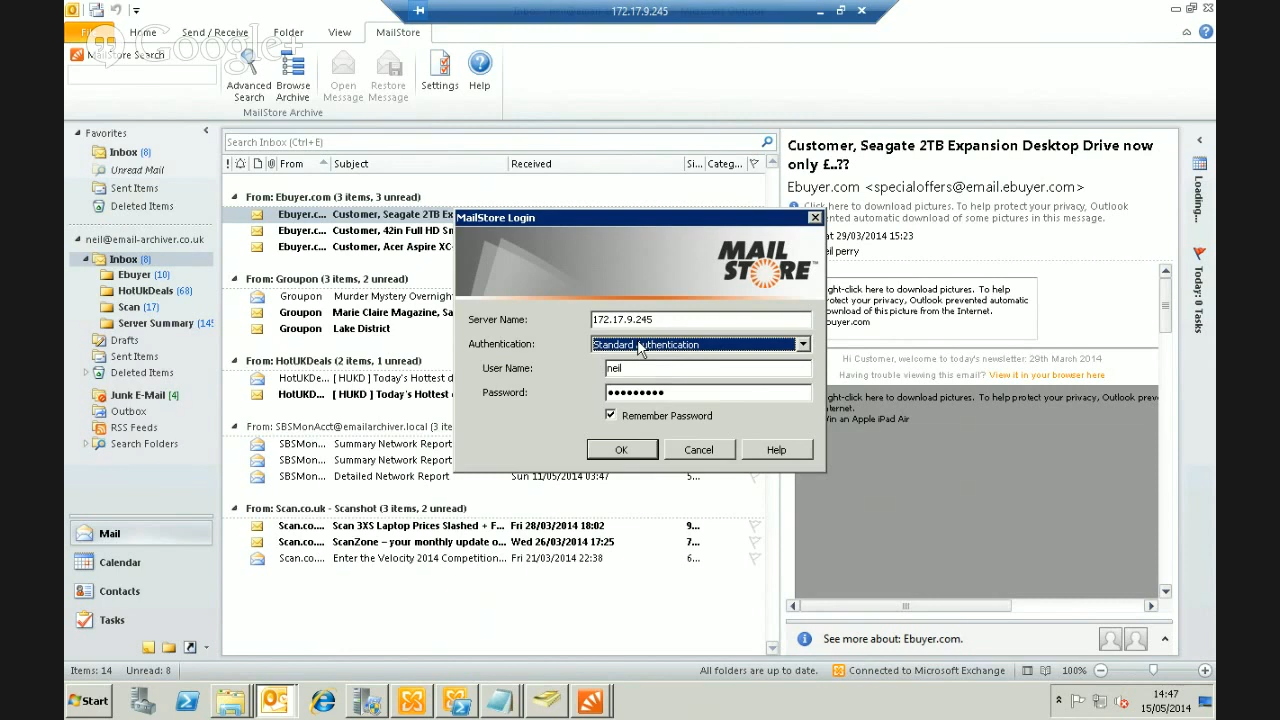 172.17.9.245
File
Home
Send / Receive
Folder
View
MailStore
Google+
MailStore Search
Advanced Search
Browse Archive
Open Message
Restore Message
Settings
Help
MailStore Archive
Favorites
Inbox (8)
Unread Mail
Sent Items
Deleted Items
neil@email-archiver.co.uk
Inbox (8)
Ebuyer (10)
HotUkDeals (68)
Scan (17)
Server Summary (145
Drafts
Sent Items
Deleted Items
Junk E-Mail [4]
Outbox
RSS Feeds
Search Folders
Mail
Calendar
Contacts
Tasks
Search Inbox (Ctrl+E)
! From Subject Received Si... Categ...
From: Ebuyer.com (3 items, 3 unread)
Ebuyer.c... Customer, Seagate 2TB Ex
Ebuyer.c... Customer, 42in Full HD Sm
Ebuyer.c... Customer, Acer Aspire XC
From: Groupon (3 items, 2 unread)
Groupon Murder Mystery Overnigh
Groupon Marie Claire Magazine, Sa
Groupon Lake District
From: HotUKDeals (2 items, 1 unread)
HotUKDe... [ HUKD ] Today's Hottest d
HotUKD... [ HUKD ] Today's Hottest
From: SBSMonAcct@emailarchiver.local (3 ite
SBSMon... Summary Network Report
SBSMon... Summary Network Report
SBSMon... Detailed Network Report Sun 11/05/2014 03:47 5...
From: Scan.co.uk - Scanshot (3 items, 2 unread)
Scan.co.... Scan 3XS Laptop Prices Slashed + F... Fri 28/03/2014 18:02 9...
Scan.co.... ScanZone – your monthly update o... Wed 26/03/2014 17:25 7...
Scan.co.... Enter the Velocity 2014 Competition... Fri 21/03/2014 22:38 6...
MailStore Login
MAIL
STORE™
Server Name: 172.17.9.245
Authentication: Standard Authentication
User Name: neil
Password: ●●●●●●●●●
Remember Password
OK
Cancel
Help
Customer, Seagate 2TB Expansion Desktop Drive now
only £..??
Ebuyer.com <specialoffers@email.ebuyer.com>
Click here to download pictures. To help protect your privacy, Outlook
ented automatic download of some pictures in this message.
at 29/03/2014 15:23
eil perry
ight-click here to download pictures. To help
otect your privacy, Outlook prevented automatic
ownload of this picture from the Internet.
buyer.com
Hi Customer, welcome to today's newsletter: 29th March 2014
Having trouble viewing this email? View it in your browser here
ght-click here to download pictures. To help protect your privacy, Outlook prevented
ternet.
in an Apple iPad Air
See more about: Ebuyer.com.
Loading...
Today: 0 Tasks
Items: 14
Unread: 8
All folders are up to date.
Connected to Microsoft Exchange
100%
Start
14:47
15/05/2014